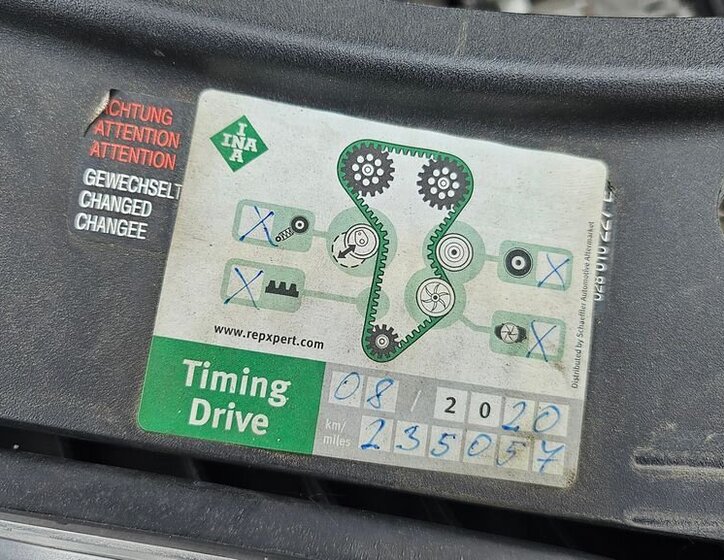 ACHTUNG
ATTENTION
ATTENTION
GEWECHSELT
CHANGED
CHANGEE
INA
INA
X
X
X
X
www.repxpert.com
Distributed by Schaeffler Automotive Aftermarket
Timing
Drive
08 / 2020
km/
miles
235057